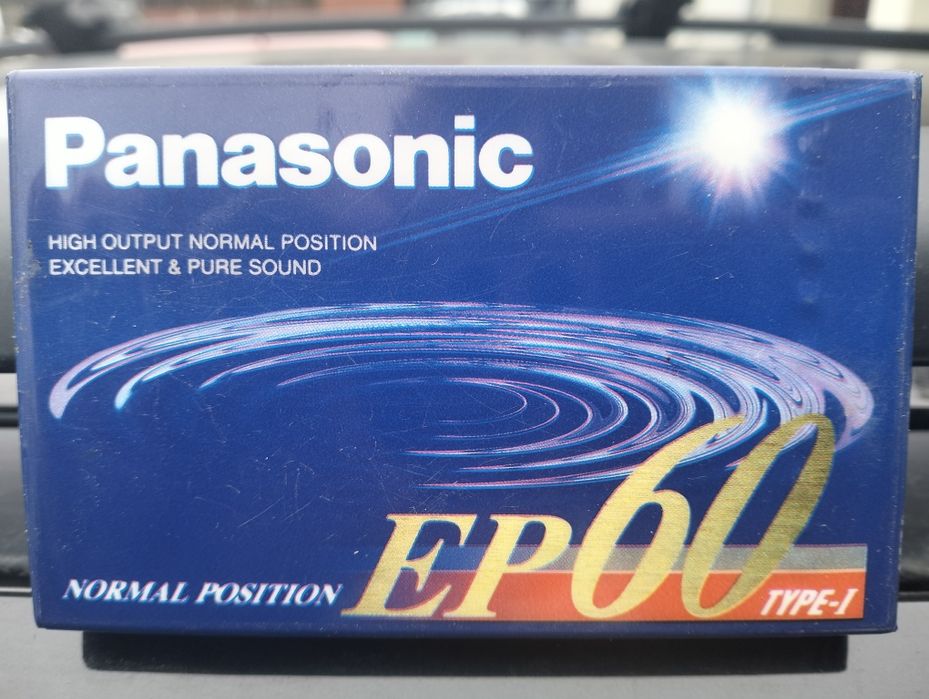 Panasonic
HIGH OUTPUT NORMAL POSITION
EXCELLENT & PURE SOUND
NORMAL POSITION EP60
TYPE-I